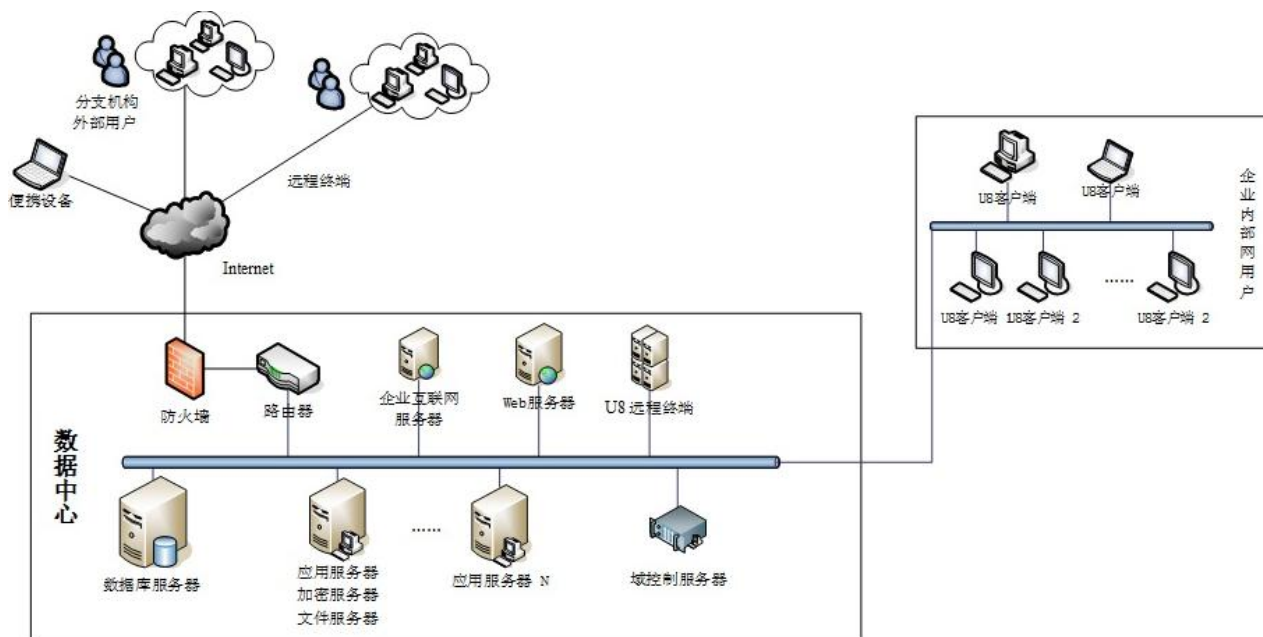 分支机构
外部用户
远程终端
便携设备
Internet
U8客户端
U8客户端
U8客户端 1
U8客户端 2
......
U8客户端 2
企业内部网用户
防火墙
路由器
企业互联网
服务器
Web服务器
U8 远程终端
数据中心
数据库服务器
应用服务器
加密服务器
文件服务器
......
应用服务器 N
域控制服务器